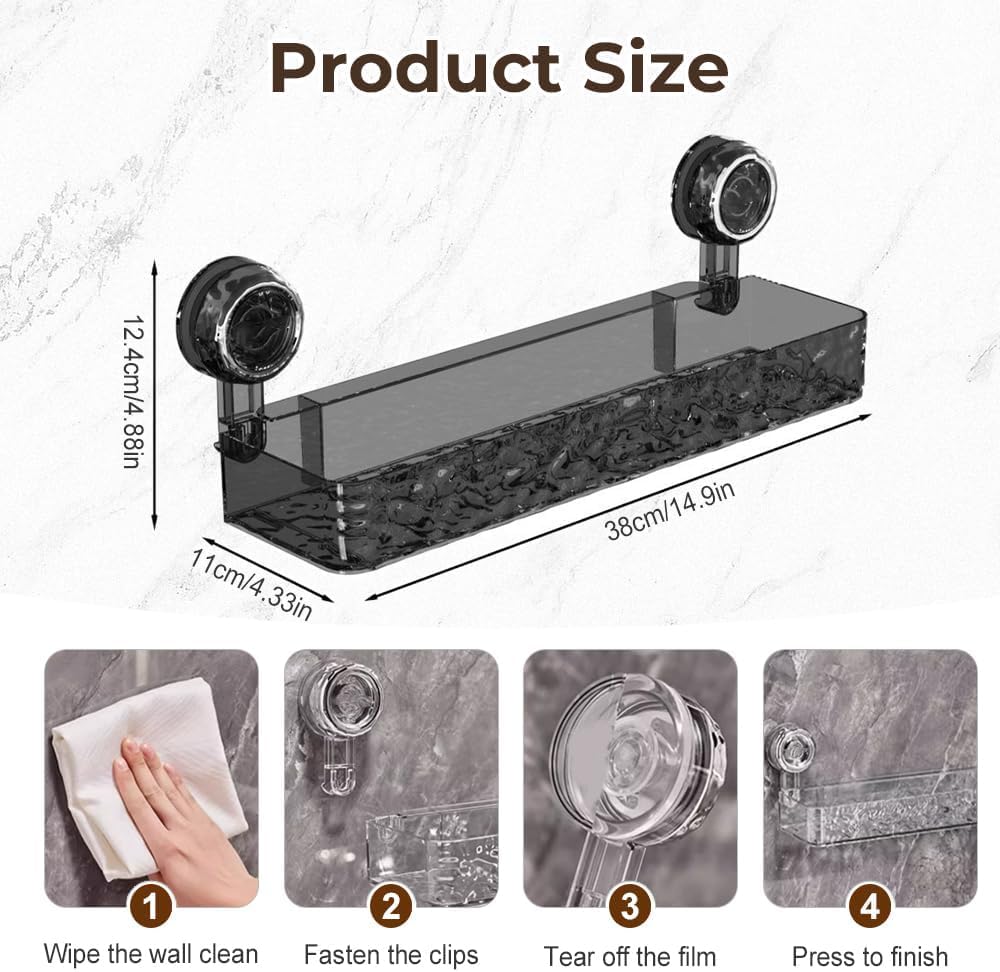 Product Size
12.4cm/4.88in
11cm/4.33in
38cm/14.9in
1
Wipe the wall clean
2
Fasten the clips
3
Tear off the film
4
Press to finish